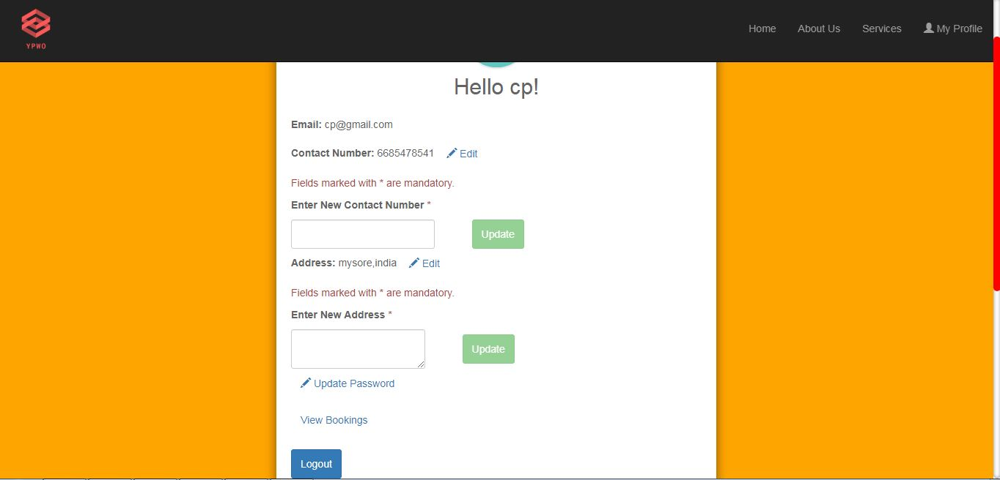 YPWO
Home About Us Services My Profile
Hello cp!
Email: cp@gmail.com
Contact Number: 6685478541 Edit
Fields marked with * are mandatory.
Enter New Contact Number *
Update
Address: mysore,india Edit
Fields marked with * are mandatory.
Enter New Address *
Update
Update Password
View Bookings
Logout